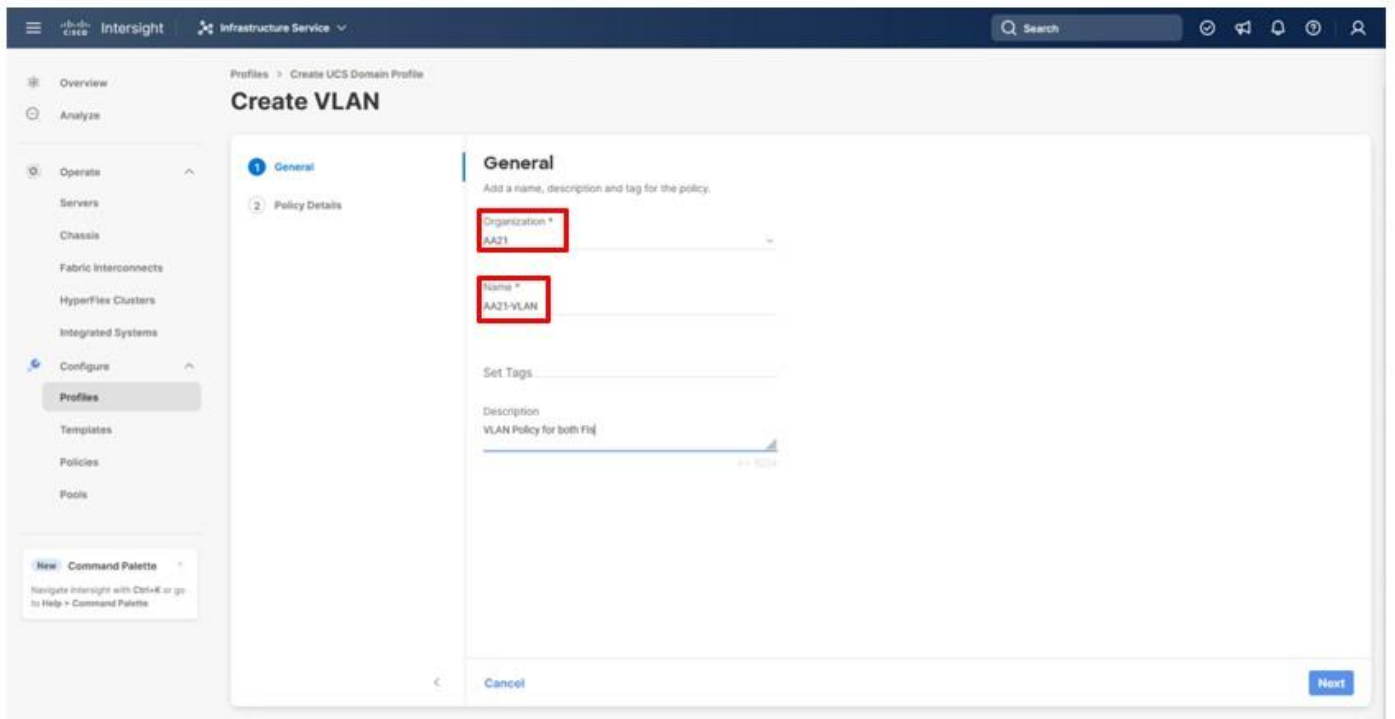 cisco Intersight
Infrastructure Service
Search
Overview
Analyze
Operate
Servers
Chassis
Fabric Interconnects
HyperFlex Clusters
Integrated Systems
Configure
Profiles
Templates
Policies
Pools
New Command Palette
Navigate Intersight with Ctrl+K or go
to Help > Command Palette
Profiles > Create UCS Domain Profile
Create VLAN
1 General
2 Policy Details
General
Add a name, description and tag for the policy.
Organization *
AA21
Name *
AA21-VLAN
Set Tags
Description
VLAN Policy for both FIs
<= 1024
Cancel
Next